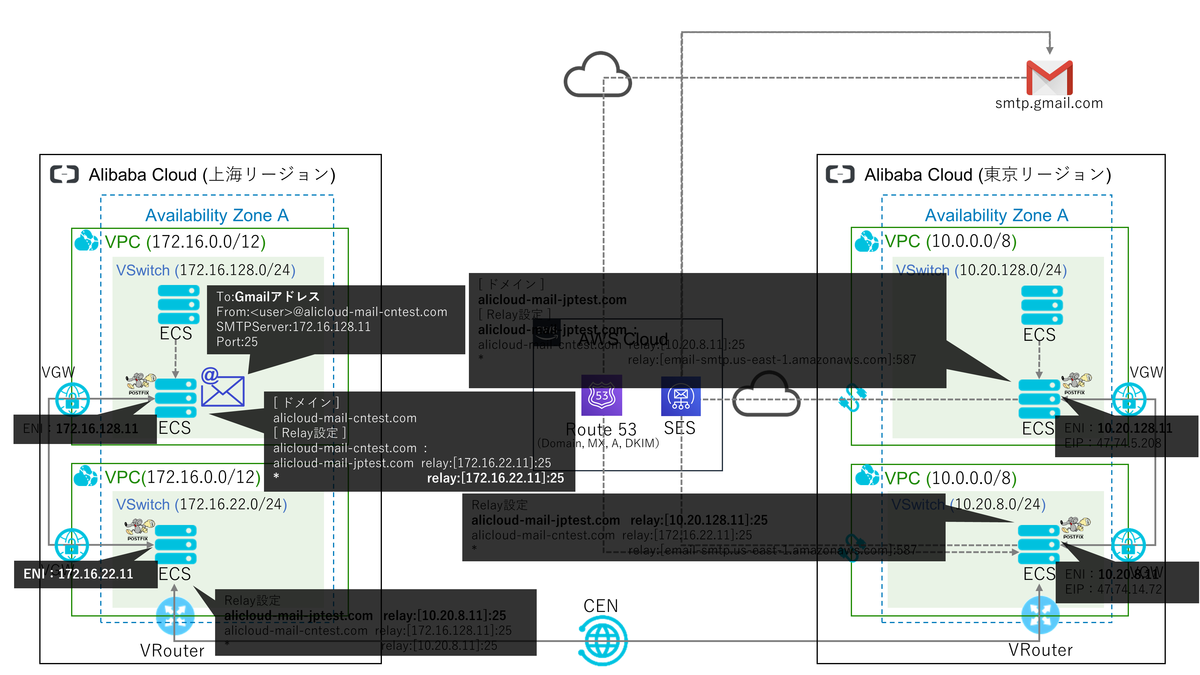 smtp.gmail.com
Alibaba Cloud (上海リージョン)
Availability Zone A
VPC (172.16.0.0/12)
VSwitch (172.16.128.0/24)
ECS
To:Gmailアドレス
From:<user>@alicloud-mail-cntest.com
SMTPServer:172.16.128.11
Port:25
VGW
POSTFIX
@
ECS
ENI：172.16.128.11
[ ドメイン ]
alicloud-mail-cntest.com
[ Relay設定 ]
alicloud-mail-cntest.com :
alicloud-mail-jptest.com relay:[172.16.22.11]:25
* relay:[172.16.22.11]:25
VPC(172.16.0.0/12)
VSwitch (172.16.22.0/24)
POSTFIX
VGW
ECS
ENI：172.16.22.11
Relay設定
alicloud-mail-jptest.com relay:[10.20.8.11]:25
alicloud-mail-cntest.com relay:[172.16.128.11]:25
* relay:[10.20.8.11]:25
VRouter
CEN
[ ドメイン ]
alicloud-mail-jptest.com
[ Relay設定 ]
alicloud-mail-jptest.com :
alicloud-mail-cntest.com relay:[10.20.8.11]:25
* relay:[email-smtp.us-east-1.amazonaws.com]:587
AWS Cloud
53
Route 53
(Domain, MX, A, DKIM)
SES
Relay設定
alicloud-mail-jptest.com relay:[10.20.128.11]:25
alicloud-mail-cntest.com relay:[172.16.22.11]:25
* relay:[email-smtp.us-east-1.amazonaws.com]:587
Alibaba Cloud (東京リージョン)
Availability Zone A
VPC (10.0.0.0/8)
VSwitch (10.20.128.0/24)
ECS
VGW
POSTFIX
ECS
ENI：10.20.128.11
EIP：47.74.5.208
VPC (10.0.0.0/8)
VSwitch (10.20.8.0/24)
POSTFIX
VGW
ECS
ENI：10.20.8.11
EIP：47.74.14.72
VRouter